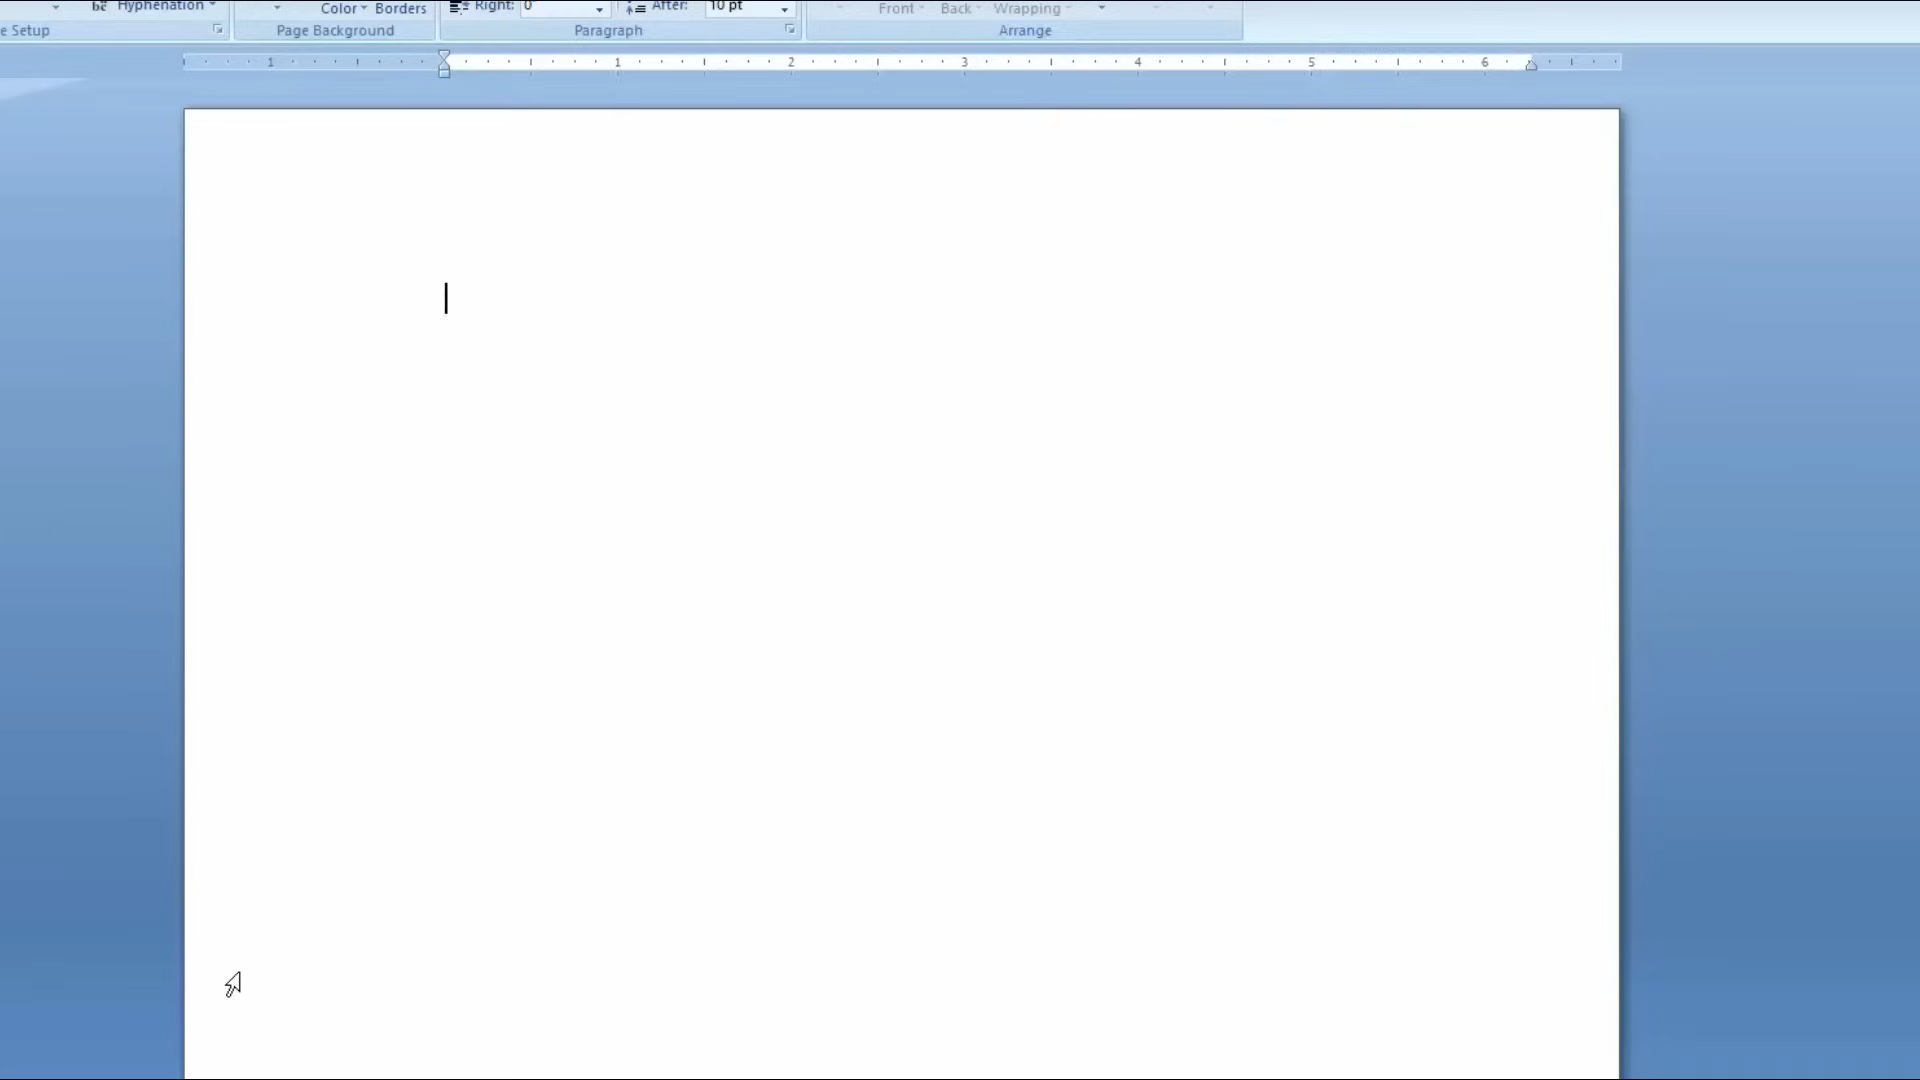 Hyphenation Color Borders Right: 0" After: 10 pt Front Back Wrapping
e Setup Page Background Paragraph Arrange
1 1 2 3 4 5 6